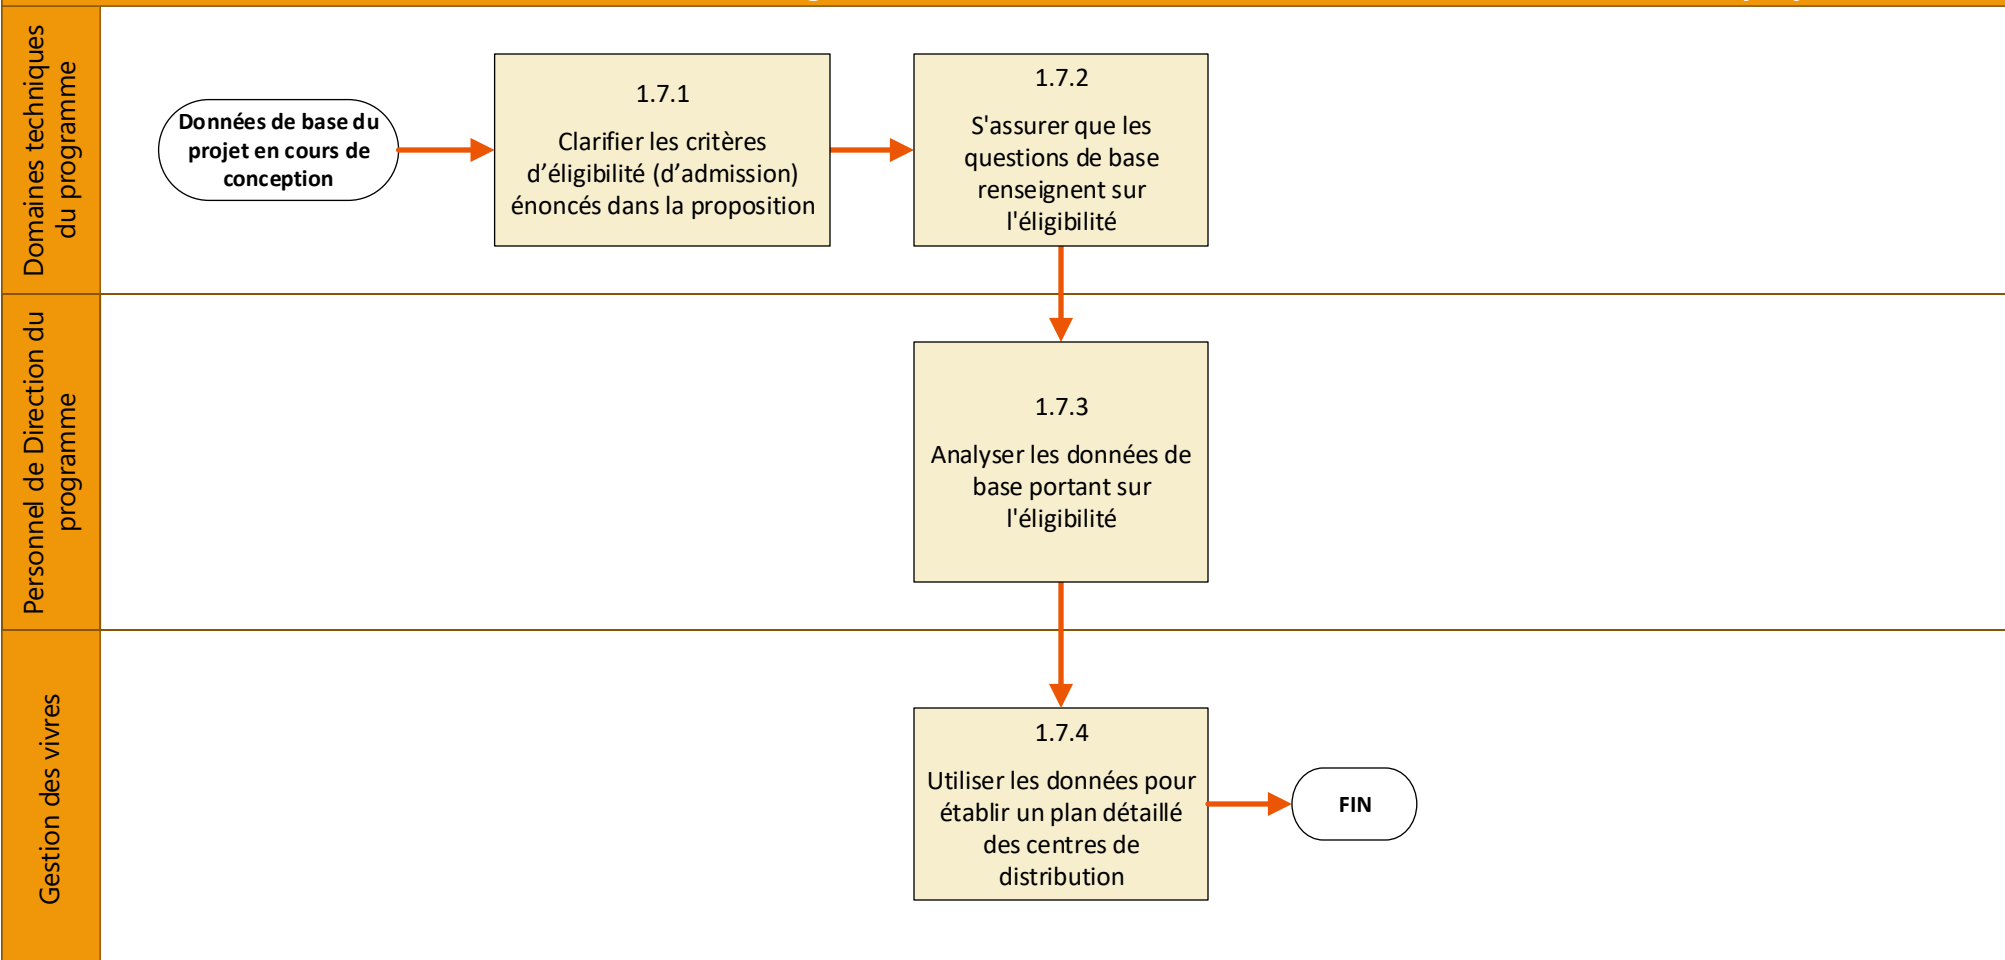 Domaines techniques
du programme
Données de base du
projet en cours de
conception
1.7.1
Clarifier les critères
d’éligibilité (d’admission)
énoncés dans la proposition
1.7.2
S'assurer que les
questions de base
renseignent sur
l'éligibilité
Personnel de Direction du
programme
1.7.3
Analyser les données de
base portant sur
l'éligibilité
Gestion des vivres
1.7.4
Utiliser les données pour
établir un plan détaillé
des centres de
distribution
FIN